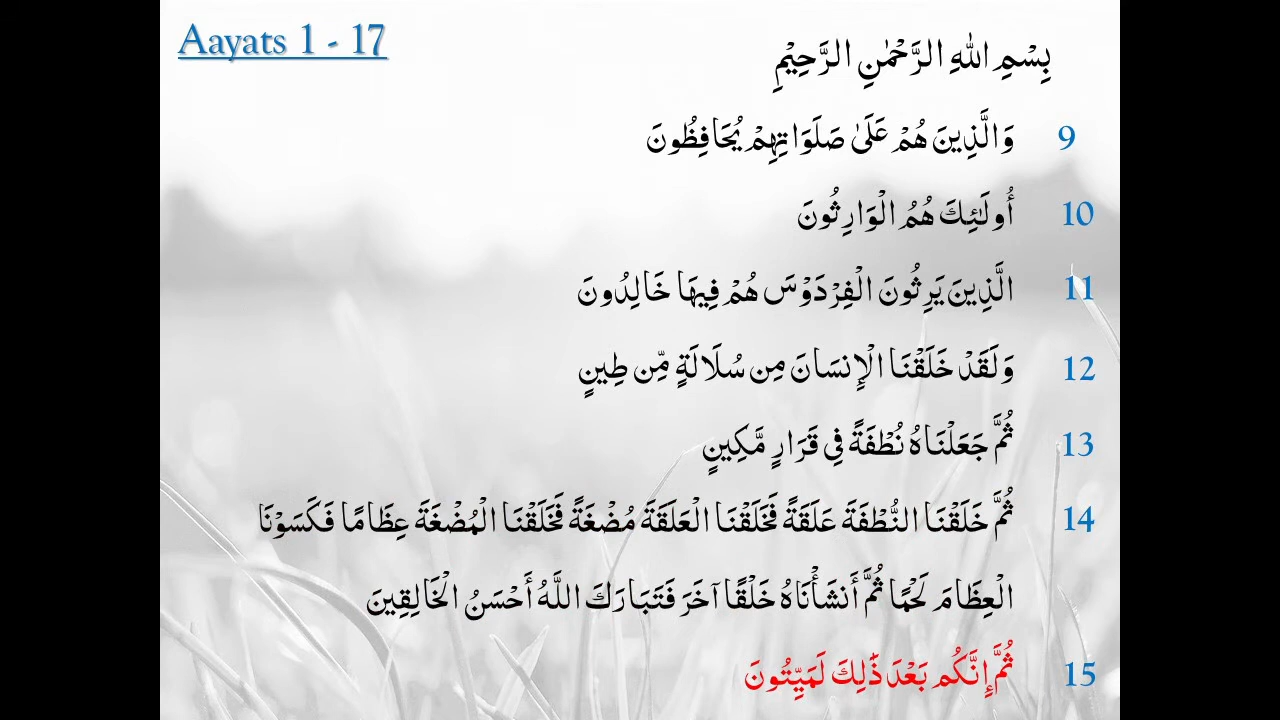 Aayats 1 - 17
بِسْمِ اللهِ الرَّحْمٰنِ الرَّحِيْمِ
9 وَالَّذِينَ هُمْ عَلَىٰ صَلَوَاتِهِمْ يُحَافِظُونَ
10 أُولَـٰئِكَ هُمُ الْوَارِثُونَ
11 الَّذِينَ يَرِثُونَ الْفِرْدَوْسَ هُمْ فِيهَا خَالِدُونَ
12 وَلَقَدْ خَلَقْنَا الْإِنسَانَ مِن سُلَالَةٍ مِّن طِينٍ
13 ثُمَّ جَعَلْنَاهُ نُطْفَةً فِي قَرَارٍ مَّكِينٍ
14 ثُمَّ خَلَقْنَا النُّطْفَةَ عَلَقَةً فَخَلَقْنَا الْعَلَقَةَ مُضْغَةً فَخَلَقْنَا الْمُضْغَةَ عِظَامًا فَكَسَوْنَا
الْعِظَامَ لَحْمًا ثُمَّ أَنشَأْنَاهُ خَلْقًا آخَرَ فَتَبَارَكَ اللَّهُ أَحْسَنُ الْخَالِقِينَ
15 ثُمَّ إِنَّكُم بَعْدَ ذَٰلِكَ لَمَيِّتُونَ